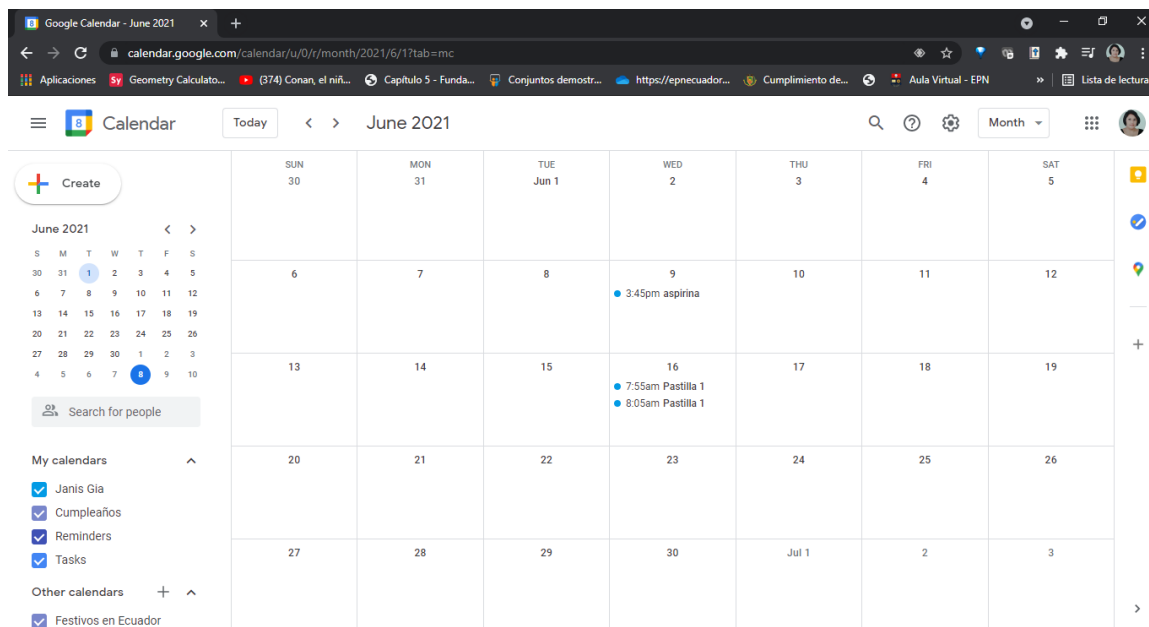 Google Calendar - June 2021
calendar.google.com/calendar/u/0/r/month/2021/6/1?tab=mc
Aplicaciones Sy Geometry Calculato... (374) Conan, el niñ... Capítulo 5 - Funda... Conjuntos demostr... https://epnecuador... Cumplimiento de... Aula Virtual - EPN » Lista de lectura
8 Calendar Today June 2021 Month
Create
June 2021
S M T W T F S
30 31 1 2 3 4 5
6 7 8 9 10 11 12
13 14 15 16 17 18 19
20 21 22 23 24 25 26
27 28 29 30 1 2 3
4 5 6 7 8 9 10
Search for people
My calendars
Janis Gia
Cumpleaños
Reminders
Tasks
Other calendars
Festivos en Ecuador
SUN MON TUE WED THU FRI SAT
30 31 Jun 1 2 3 4 5
6 7 8 9 10 11 12
3:45pm aspirina
13 14 15 16 17 18 19
7:55am Pastilla 1
8:05am Pastilla 1
20 21 22 23 24 25 26
27 28 29 30 Jul 1 2 3